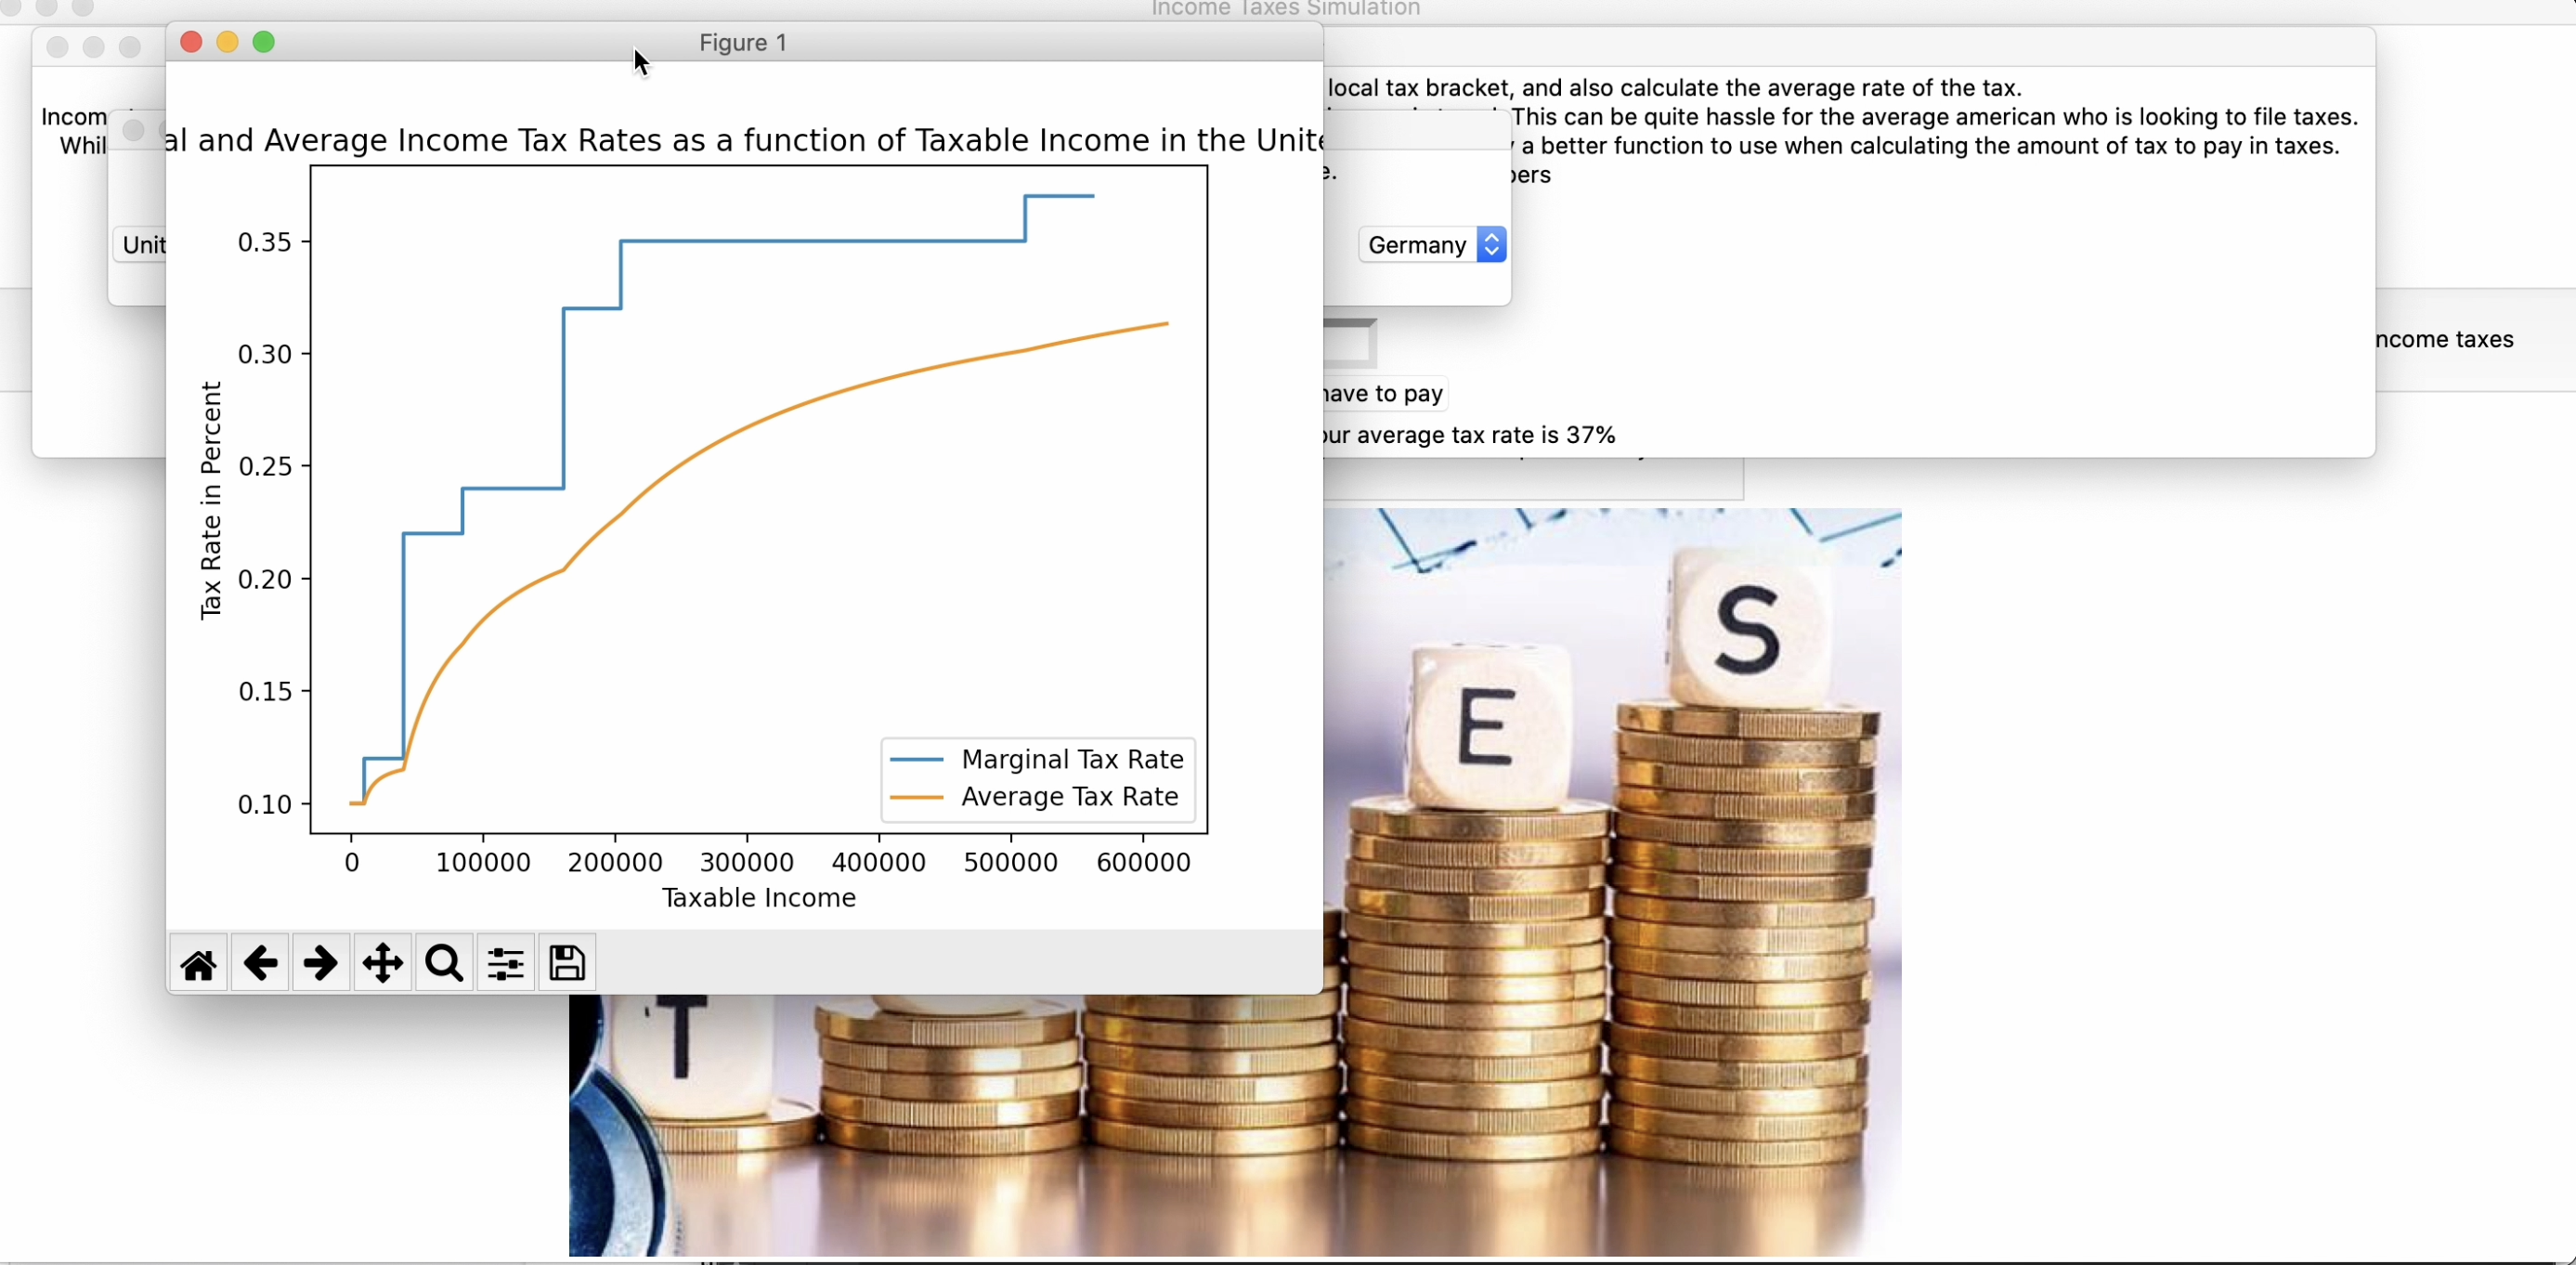 Income Taxes Simulation
Figure 1
local tax bracket, and also calculate the average rate of the tax.
Incom
This can be quite hassle for the average american who is looking to file taxes.
Whil
a better function to use when calculating the amount of tax to pay in taxes.
al and Average Income Tax Rates as a function of Taxable Income in the Unite
e.
bers
Unit
Germany
ncome taxes
have to pay
our average tax rate is 37%
Tax Rate in Percent
0.35
0.30
0.25
0.20
0.15
0.10
Marginal Tax Rate
Average Tax Rate
0 100000 200000 300000 400000 500000 600000
Taxable Income
T
E
S